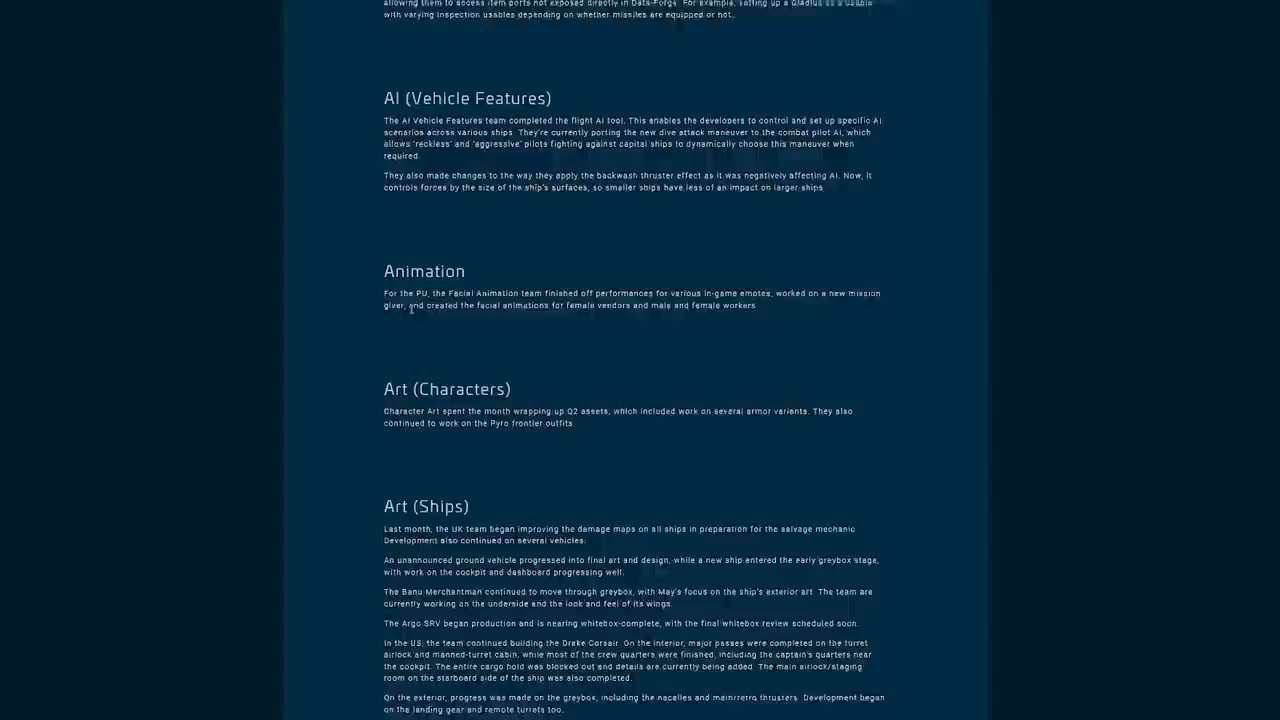 allowing them to access item ports not exposed directly in Data-Forge. For example, setting up a Gladius as a usable
with varying inspection usables depending on whether missiles are equipped or not.
AI (Vehicle Features)
The AI Vehicle Features team completed the flight AI tool. This enables the developers to control and set up specific AI
scenarios across various ships. They're currently porting the new dive attack maneuver to the combat pilot AI, which
allows 'reckless' and 'aggressive' pilots fighting against capital ships to dynamically choose this maneuver when
required.
They also made changes to the way they apply the backwash thruster effect as it was negatively affecting AI. Now, it
controls forces by the size of the ship's surfaces, so smaller ships have less of an impact on larger ships.
Animation
For the PU, the Facial Animation team finished off performances for various in-game emotes, worked on a new mission
giver, and created the facial animations for female vendors and male and female workers.
Art (Characters)
Character Art spent the month wrapping up Q2 assets, which included work on several armor variants. They also
continued to work on the Pyro frontier outfits.
Art (Ships)
Last month, the UK team began improving the damage maps on all ships in preparation for the salvage mechanic.
Development also continued on several vehicles:
An unannounced ground vehicle progressed into final art and design, while a new ship entered the early greybox stage,
with work on the cockpit and dashboard progressing well.
The Banu Merchantman continued to move through greybox, with May's focus on the ship's exterior art. The team are
currently working on the underside and the look and feel of its wings.
The Argo SRV began production and is nearing whitebox-complete, with the final whitebox review scheduled soon.
In the US, the team continued building the Drake Corsair. On the interior, major passes were completed on the turret
airlock and manned-turret cabin, while most of the crew quarters were finished, including the captain's quarters near
the cockpit. The entire cargo hold was blocked out and details are currently being added. The main airlock/staging
room on the starboard side of the ship was also completed.
On the exterior, progress was made on the greybox, including the nacelles and main/retro thrusters. Development began
on the landing gear and remote turrets too.